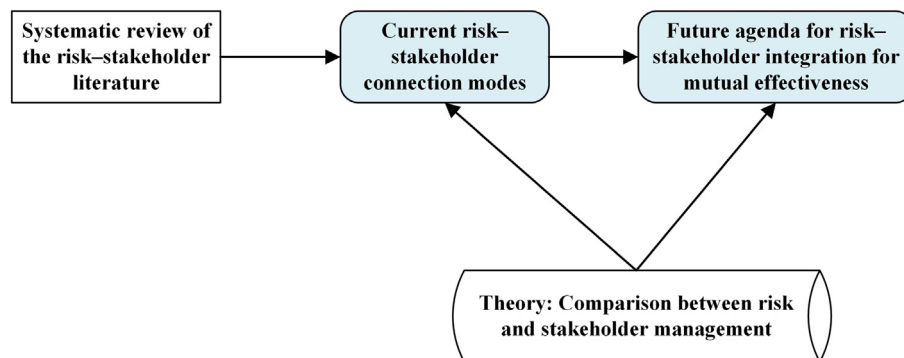 Systematic review of
the risk–stakeholder
literature
Current risk–
stakeholder
connection modes
Future agenda for risk–
stakeholder integration for
mutual effectiveness
Theory: Comparison between risk
and stakeholder management